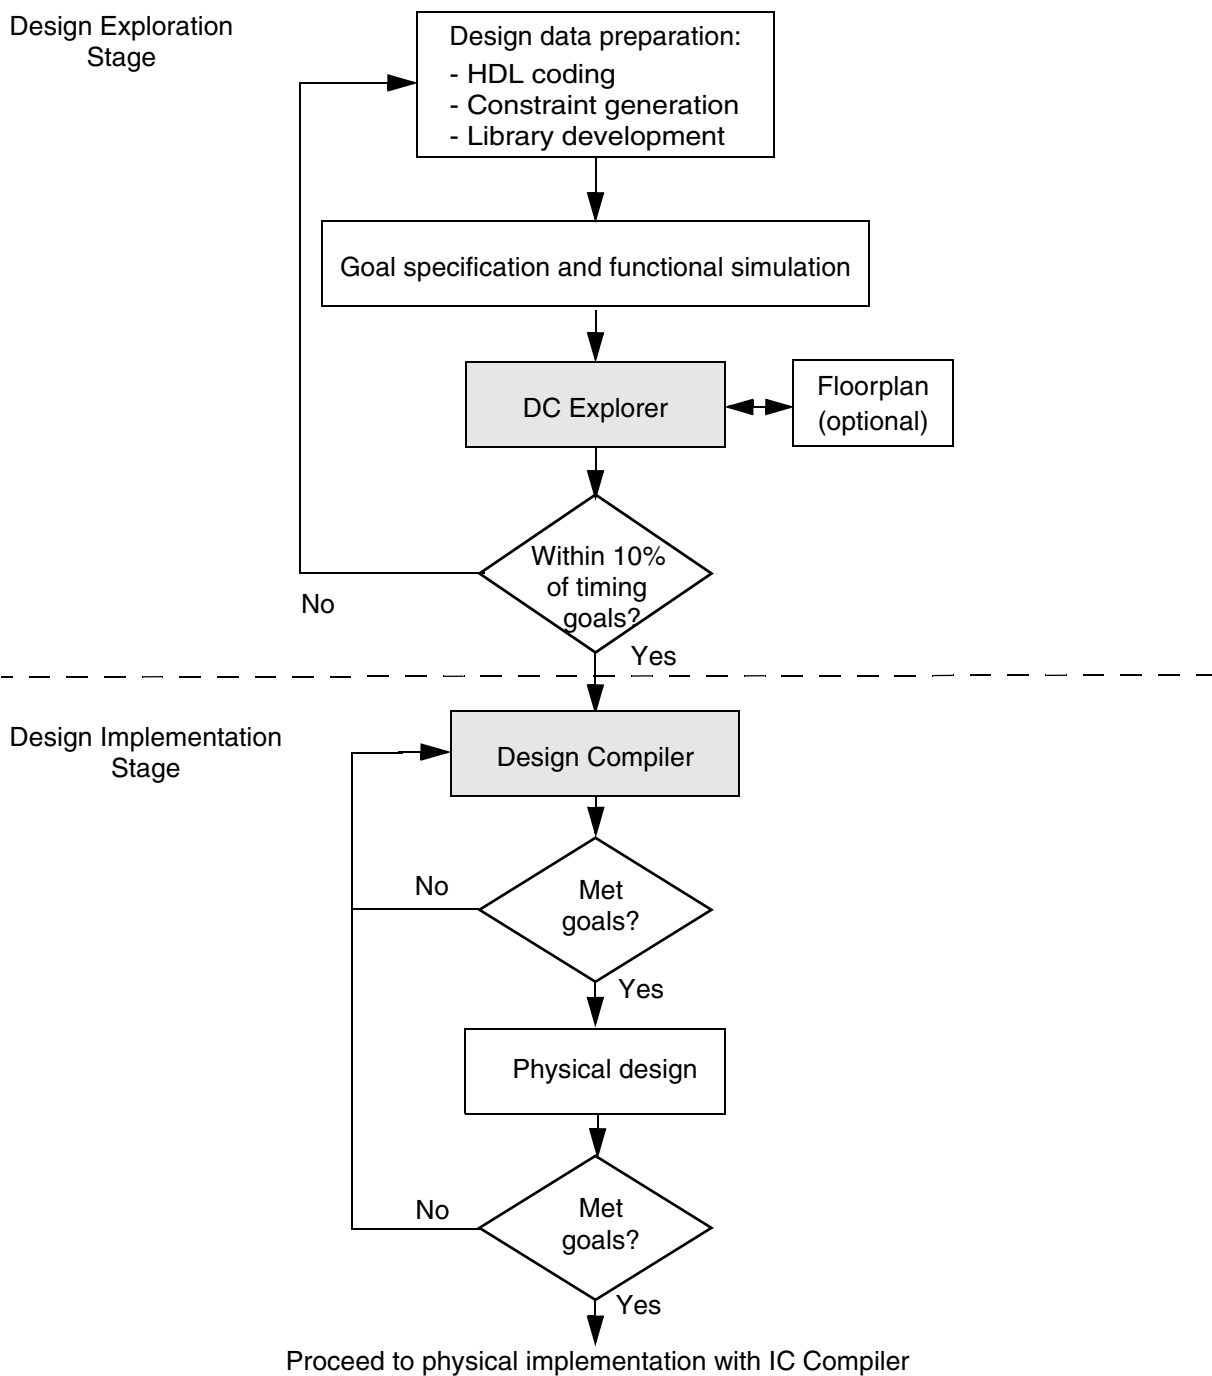 Design Exploration
Stage
Design data preparation:
- HDL coding
- Constraint generation
- Library development
Goal specification and functional simulation
DC Explorer
Floorplan
(optional)
Within 10%
of timing
goals?
No
Yes
Design Implementation
Stage
Design Compiler
No
Met
goals?
Yes
Physical design
No
Met
goals?
Yes
Proceed to physical implementation with IC Compiler